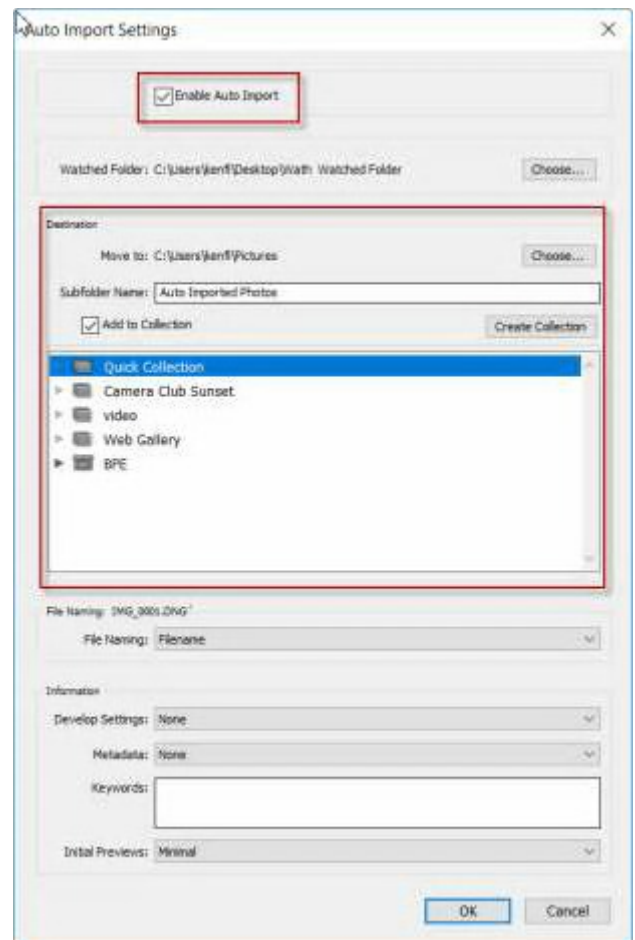 Auto Import Settings
Enable Auto Import
Watched Folder: C:\Users\kenfl\Desktop\Wath Watched Folder Choose...
Destination
Move to: C:\Users\kenfl\Pictures Choose...
Subfolder Name: Auto Imported Photos
Add to Collection Create Collection
Quick Collection
Camera Club Sunset
video
Web Gallery
BPE
File Naming: IMG_0001.DNG"
File Naming: Filename
Information
Develop Settings: None
Metadata: None
Keywords:
Initial Previews: Minimal
OK Cancel